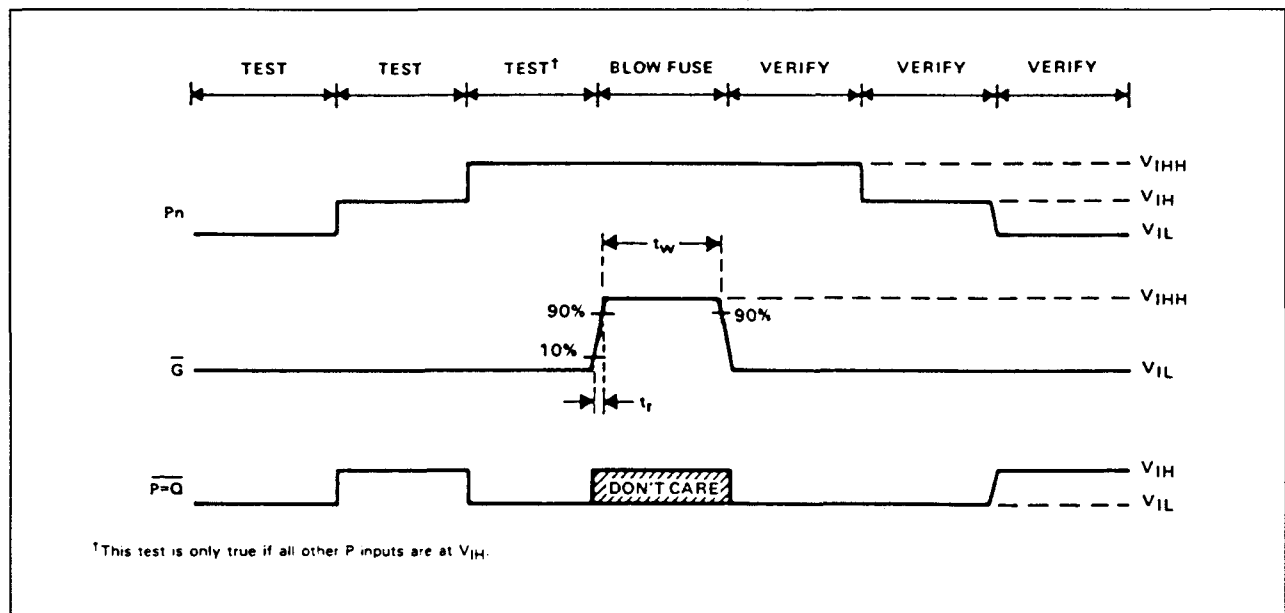 TEST TEST TEST† BLOW FUSE VERIFY VERIFY VERIFY
VIHH
VIH
Pn
VIL
tw
VIHH
90% 90%
10%
G̅
VIL
tr
VIH
P=Q̅
DON'T CARE
VIL
†This test is only true if all other P inputs are at VIH.